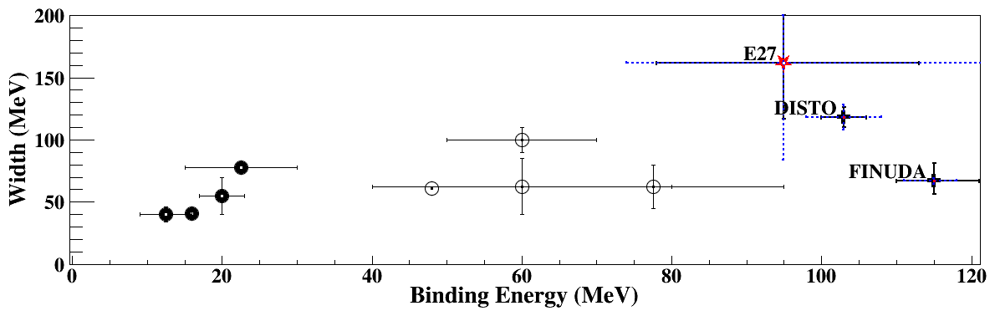 200
150
100
50
0
Width (MeV)
E27
DISTO
FINUDA
0 20 40 60 80 100 120
Binding Energy (MeV)